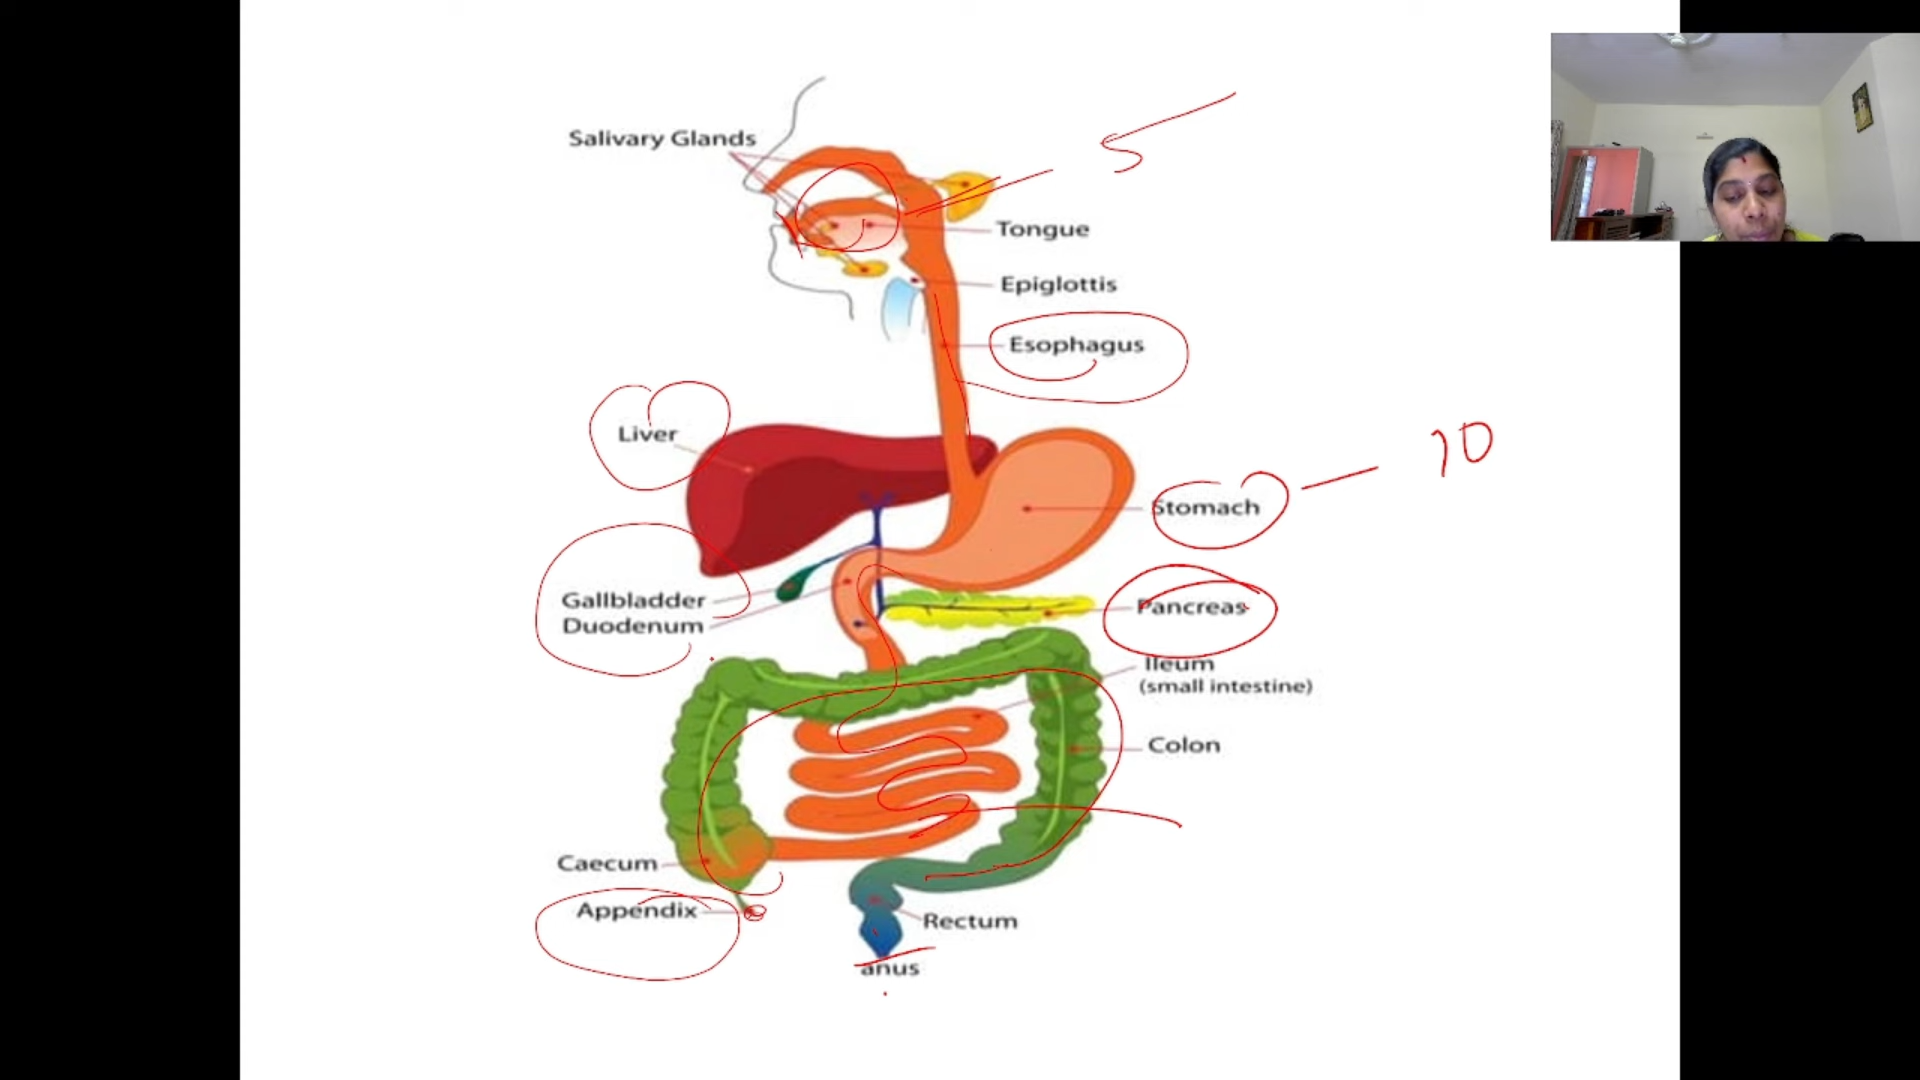 Salivary Glands
5
Tongue
Epiglottis
Esophagus
Liver
10
Stomach
Gallbladder
Pancreas
Duodenum
Ileum
(small intestine)
Colon
Caecum
Appendix
Rectum
anus